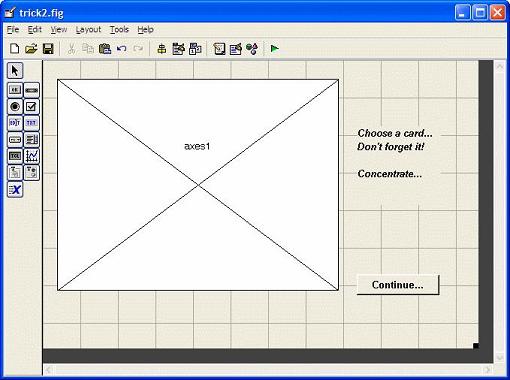 trick2.fig
File Edit View Layout Tools Help
axes1
Choose a card...
Don't forget it!
Concentrate...
Continue...